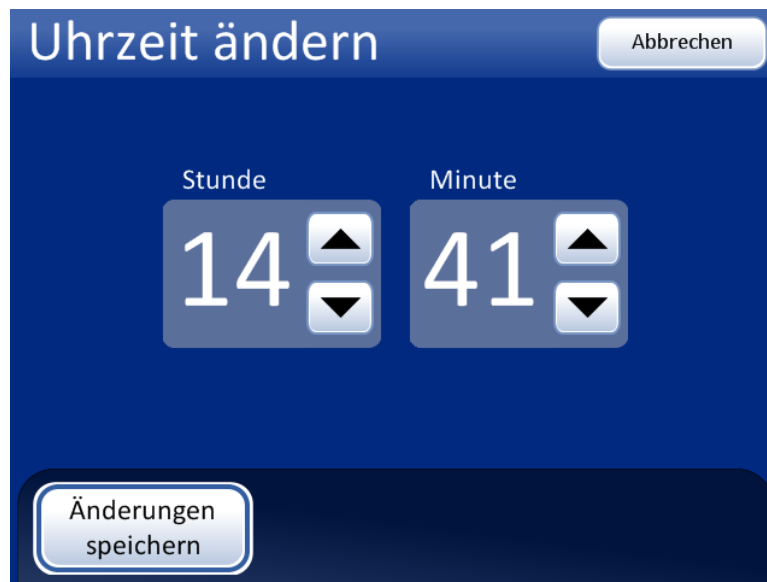 Uhrzeit ändern
Abbrechen
Stunde
Minute
14
41
Änderungen
speichern